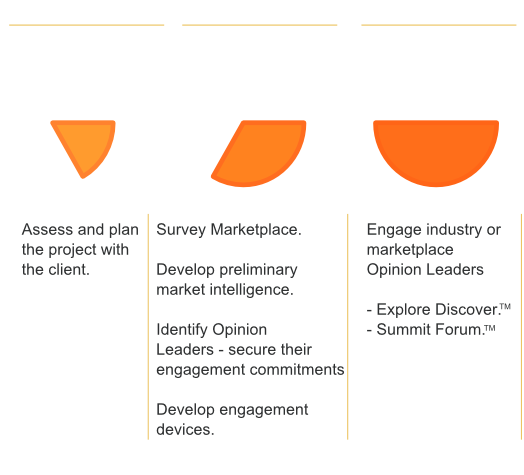 Assess and plan
the project with
the client.
Survey Marketplace.
Develop preliminary
market intelligence.
Identify Opinion
Leaders - secure their
engagement commitments
Develop engagement
devices.
Engage industry or
marketplace
Opinion Leaders
- Explore Discover.™
- Summit Forum.™